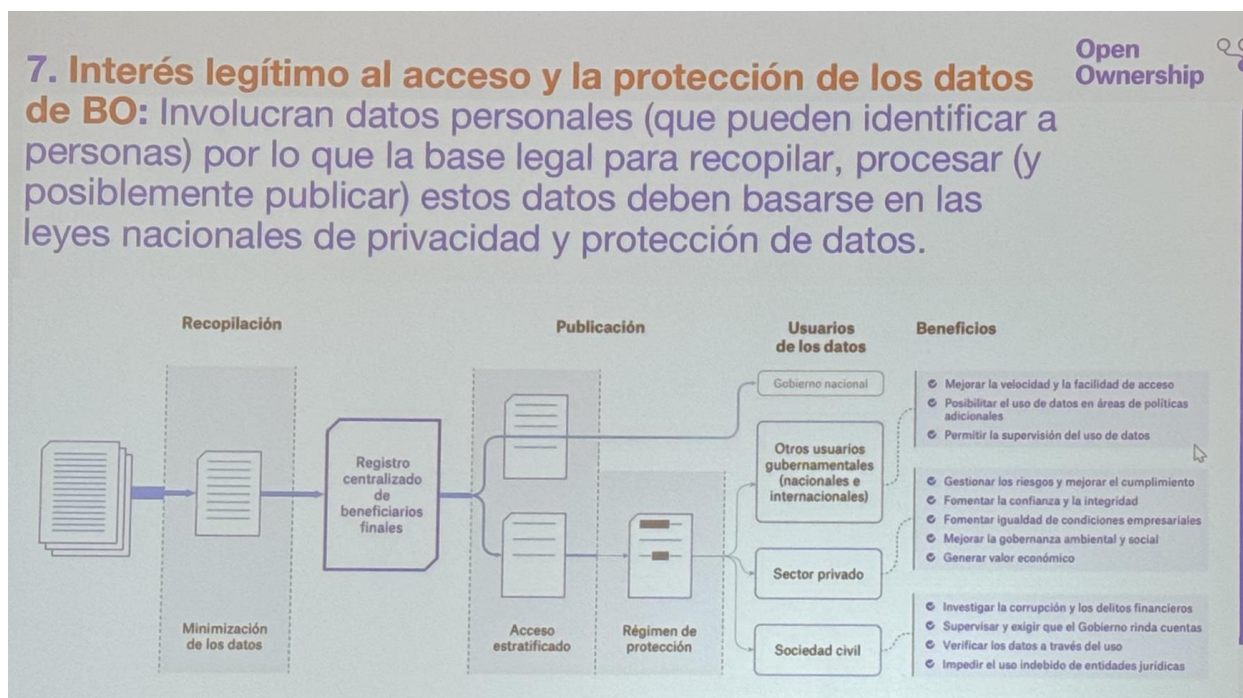 7. Interés legítimo al acceso y la protección de los datos
de BO: Involucran datos personales (que pueden identificar a
personas) por lo que la base legal para recopilar, procesar (y
posiblemente publicar) estos datos deben basarse en las
leyes nacionales de privacidad y protección de datos.
Open
Ownership
Recopilación
Minimización
de los datos
Registro
centralizado
de
beneficiarios
finales
Publicación
Acceso
estratificado
Régimen de
protección
Usuarios
de los datos
Gobierno nacional
Otros usuarios
gubernamentales
(nacionales e
internacionales)
Sector privado
Sociedad civil
Beneficios
Mejorar la velocidad y la facilidad de acceso
Posibilitar el uso de datos en áreas de políticas
adicionales
Permitir la supervisión del uso de datos
Gestionar los riesgos y mejorar el cumplimiento
Fomentar la confianza y la integridad
Fomentar igualdad de condiciones empresariales
Mejorar la gobernanza ambiental y social
Generar valor económico
Investigar la corrupción y los delitos financieros
Supervisar y exigir que el Gobierno rinda cuentas
Verificar los datos a través del uso
Impedir el uso indebido de entidades jurídicas